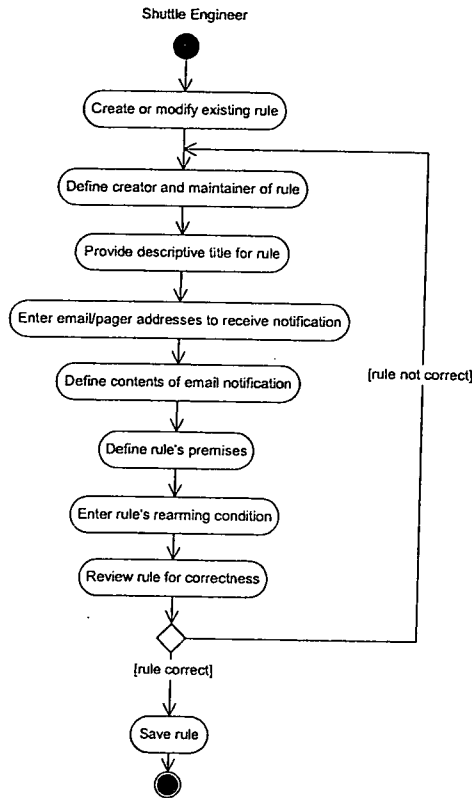 Shuttle Engineer
Create or modify existing rule
Define creator and maintainer of rule
Provide descriptive title for rule
Enter email/pager addresses to receive notification
Define contents of email notification
[rule not correct]
Define rule's premises
Enter rule's rearming condition
Review rule for correctness
[rule correct]
Save rule